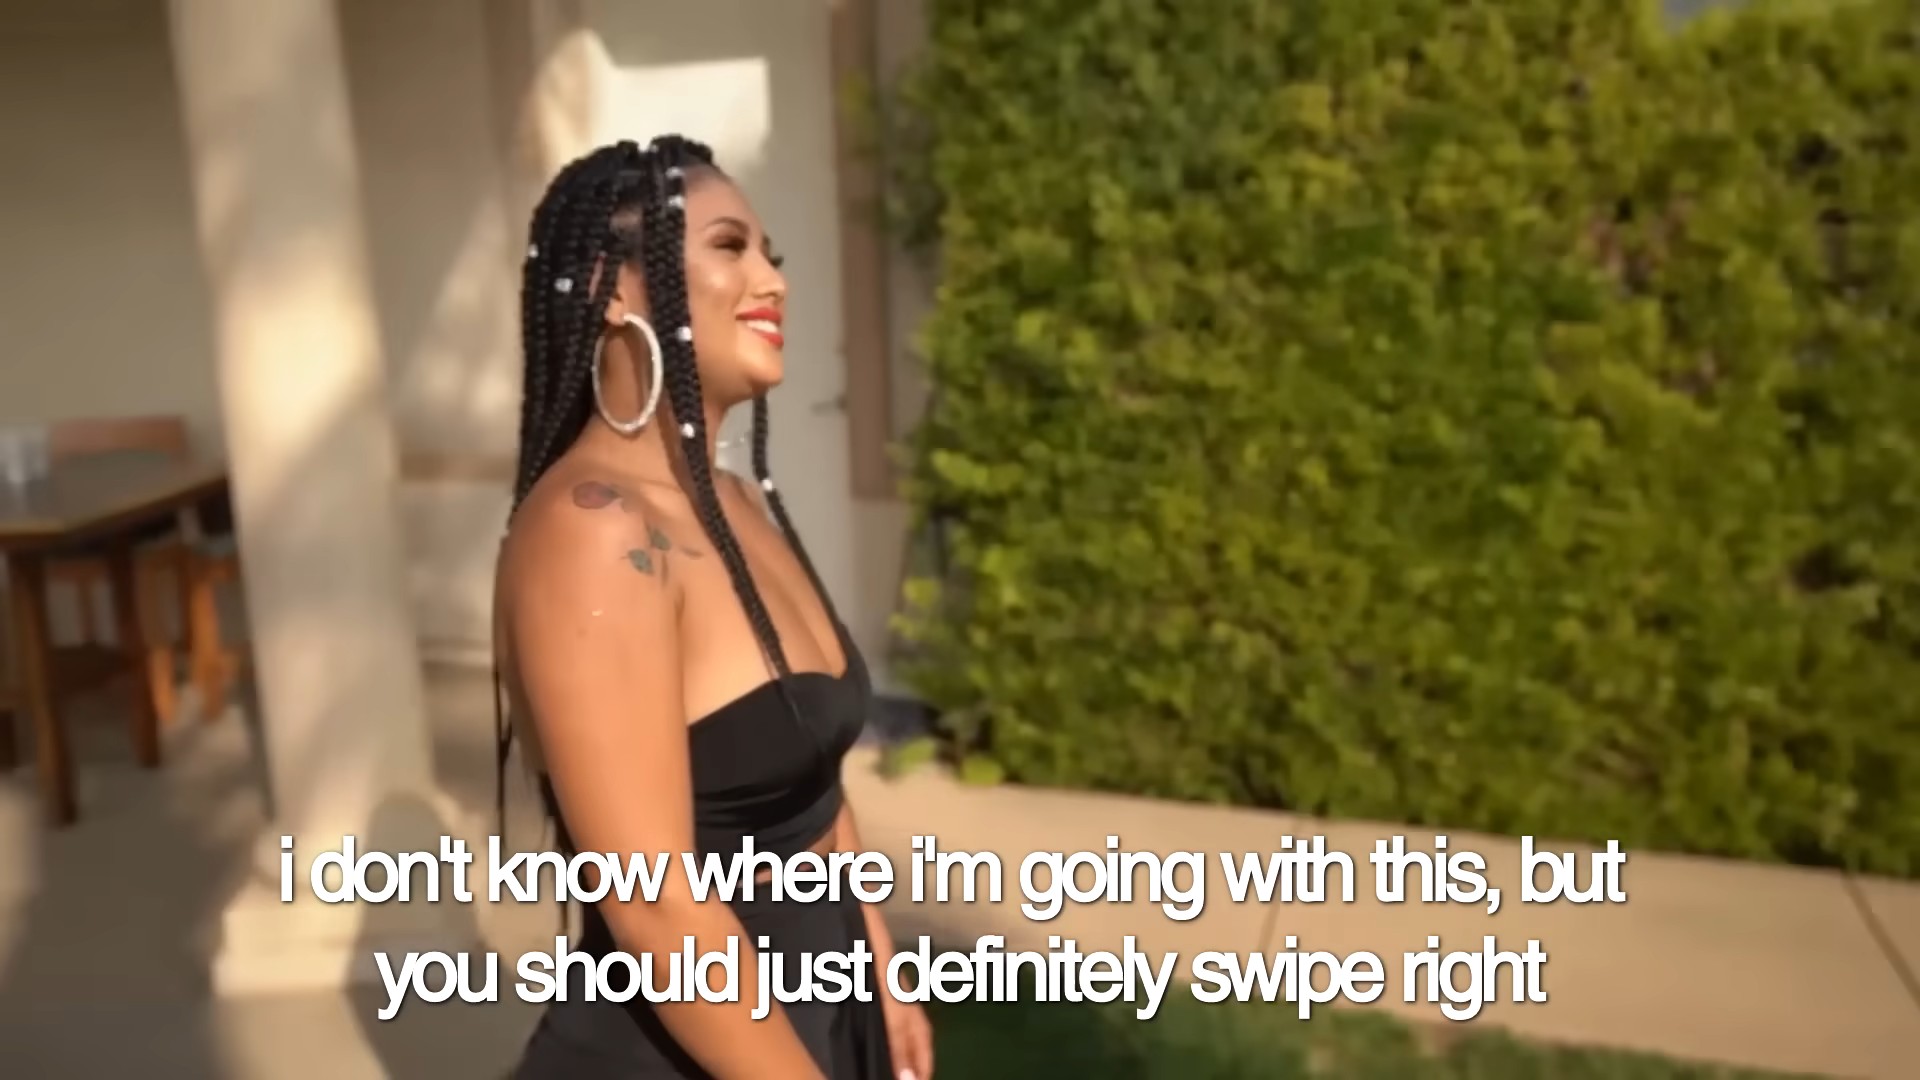 i don't know where i'm going with this, but
you should just definitely swipe right